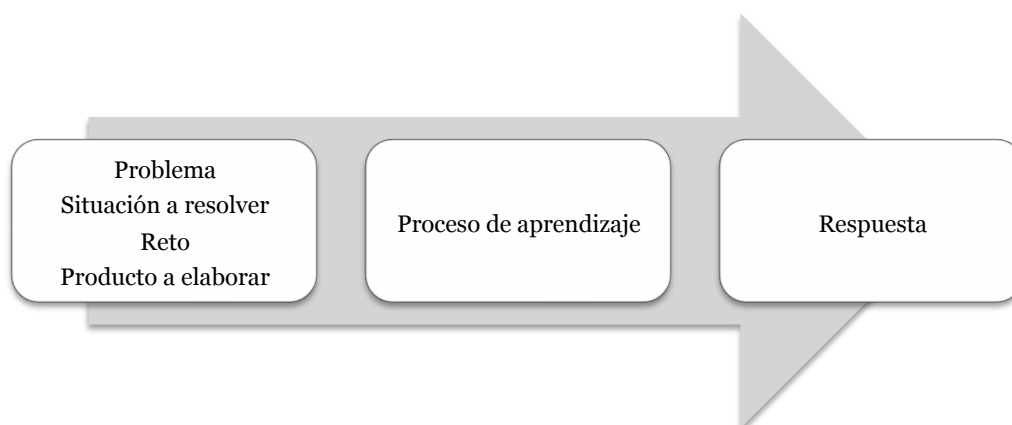 Problema
Situación a resolver
Reto
Producto a elaborar
Proceso de aprendizaje
Respuesta